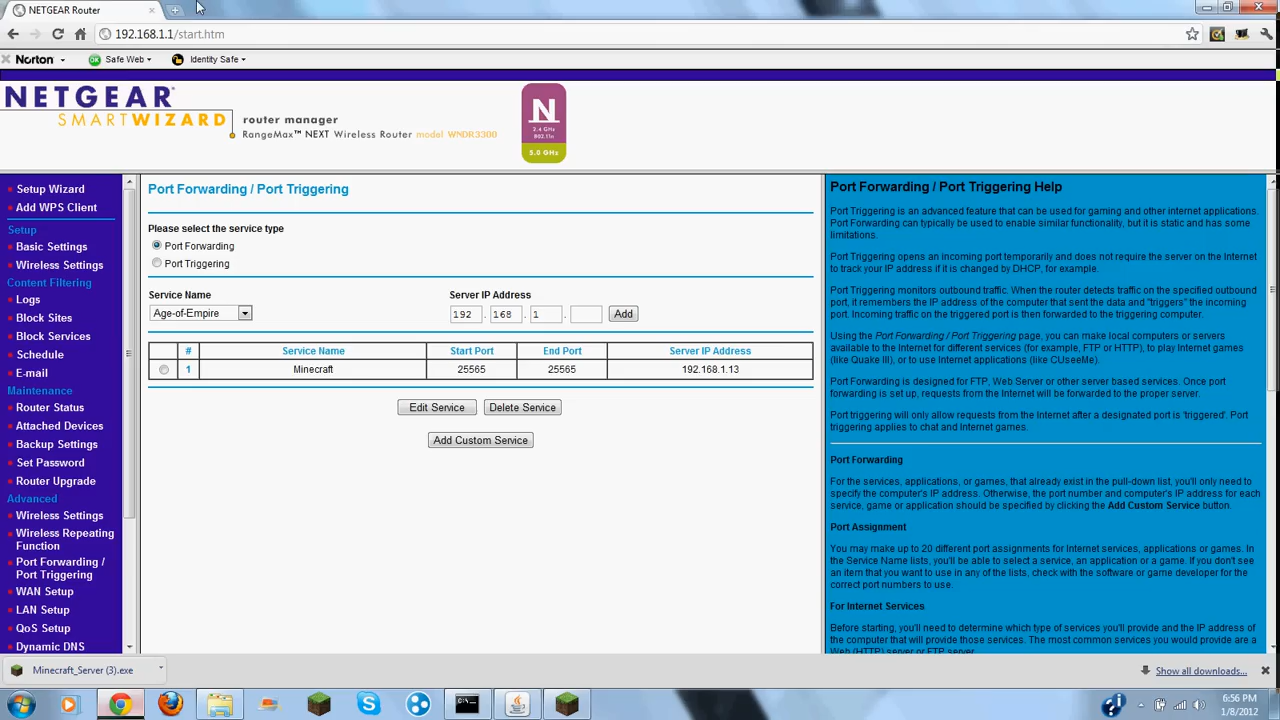 NETGEAR Router
192.168.1.1/start.htm
Norton
Safe Web
Identity Safe
NETGEAR
SMARTWIZARD
router manager
RangeMax™ NEXT Wireless Router model WNDR3300
N
2.4 GHz
802.11n
5.0 GHz
Setup Wizard
Add WPS Client
Setup
Basic Settings
Wireless Settings
Content Filtering
Logs
Block Sites
Block Services
Schedule
E-mail
Maintenance
Router Status
Attached Devices
Backup Settings
Set Password
Router Upgrade
Advanced
Wireless Settings
Wireless Repeating
Function
Port Forwarding /
Port Triggering
WAN Setup
LAN Setup
QoS Setup
Dynamic DNS
Port Forwarding / Port Triggering
Please select the service type
Port Forwarding
Port Triggering
Service Name Server IP Address
Age-of-Empire 192 . 168 . 1 . Add
# Service Name Start Port End Port Server IP Address
1 Minecraft 25565 25565 192.168.1.13
Edit Service Delete Service
Add Custom Service
Port Forwarding / Port Triggering Help
Port Triggering is an advanced feature that can be used for gaming and other internet applications.
Port Forwarding can typically be used to enable similar functionality, but it is static and has some
limitations.
Port Triggering opens an incoming port temporarily and does not require the server on the Internet
to track your IP address if it is changed by DHCP, for example.
Port Triggering monitors outbound traffic. When the router detects traffic on the specified outbound
port, it remembers the IP address of the computer that sent the data and "triggers" the incoming
port. Incoming traffic on the triggered port is then forwarded to the triggering computer.
Using the Port Forwarding / Port Triggering page, you can make local computers or servers
available to the Internet for different services (for example, FTP or HTTP), to play Internet games
(like Quake III), or to use Internet applications (like CUseeMe).
Port Forwarding is designed for FTP, Web Server or other server based services. Once port
forwarding is set up, requests from the Internet will be forwarded to the proper server.
Port triggering will only allow requests from the Internet after a designated port is 'triggered'. Port
triggering applies to chat and Internet games.
Port Forwarding
For the services, applications, or games, that already exist in the pull-down list, you'll only need to
specify the computer's IP address. Otherwise, the port number and computer's IP address for each
service, game or application should be specified by clicking the Add Custom Service button.
Port Assignment
You may make up to 20 different port assignments for Internet services, applications or games. In
the Service Name lists, you'll be able to select a service, an application or a game. If you don't see
an item that you want to use in any of the lists, check with the software or game developer for the
correct port numbers to use.
For Internet Services
Before starting, you'll need to determine which type of services you'll provide and the IP address of
the computer that will provide those services. The most common services you would provide are a
Web (HTTP) server or FTP server.
Minecraft_Server (3).exe
Show all downloads...
6:56 PM
1/8/2012